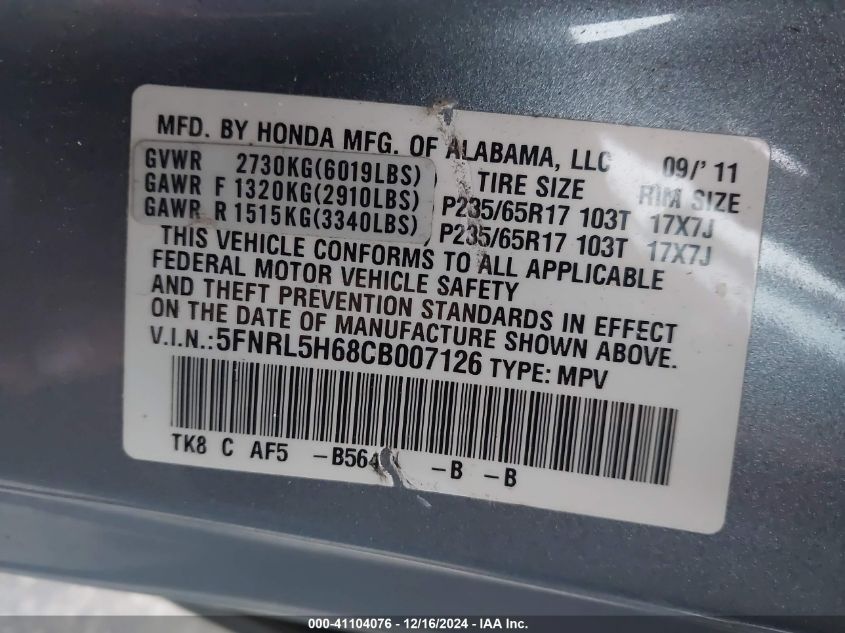 MFD. BY HONDA MFG. OF ALABAMA, LLC 09/'11
GVWR 2730KG(6019LBS) TIRE SIZE RIM SIZE
GAWR F 1320KG(2910LBS) P235/65R17 103T 17X7J
GAWR R 1515KG(3340LBS) P235/65R17 103T 17X7J
THIS VEHICLE CONFORMS TO ALL APPLICABLE
FEDERAL MOTOR VEHICLE SAFETY
AND THEFT PREVENTION STANDARDS IN EFFECT
ON THE DATE OF MANUFACTURE SHOWN ABOVE.
V.I.N.:5FNRL5H68CB007126 TYPE: MPV
TK8 C AF5 -B56 -B -B
000-41104076 - 12/16/2024 - IAA Inc.